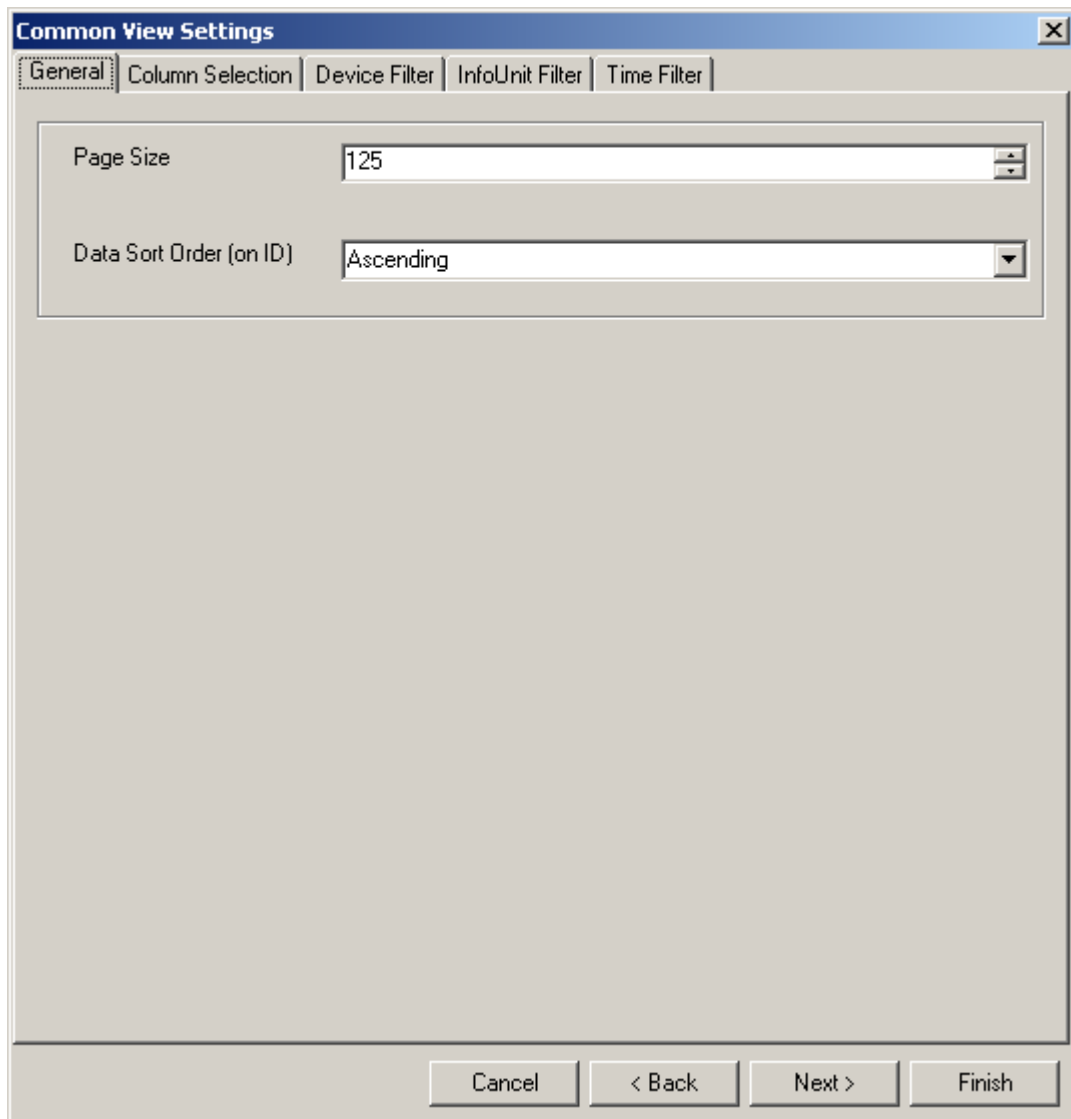 Common View Settings
General Column Selection Device Filter InfoUnit Filter Time Filter
Page Size 125
Data Sort Order (on ID) Ascending
Cancel < Back Next > Finish